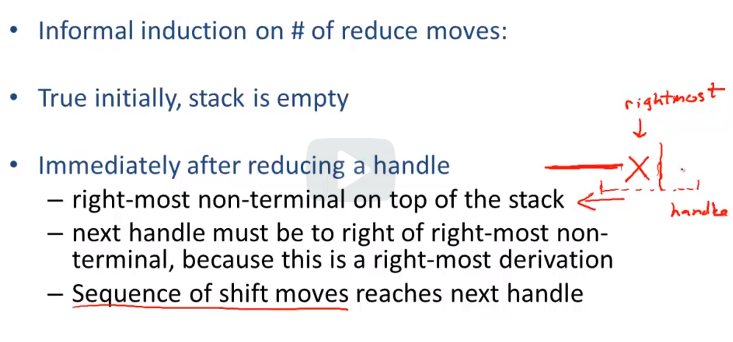 • Informal induction on # of reduce moves:
• True initially, stack is empty
rightmost
• Immediately after reducing a handle
X
– right-most non-terminal on top of the stack
handle
– next handle must be to right of right-most non-
terminal, because this is a right-most derivation
– Sequence of shift moves reaches next handle